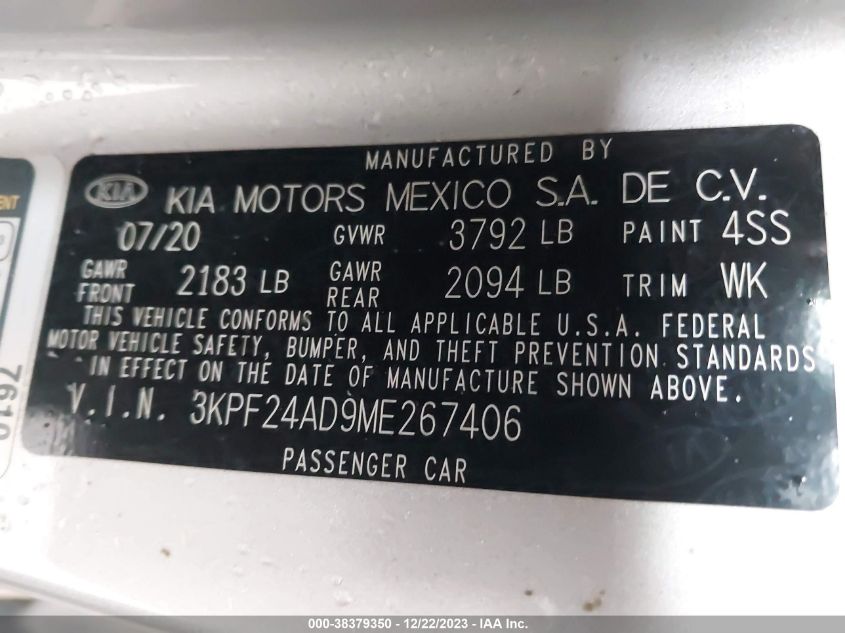 MANUFACTURED BY
KIA KIA MOTORS MEXICO S.A. DE C.V.
07/20 GVWR 3792 LB PAINT 4SS
GAWR FRONT 2183 LB GAWR REAR 2094 LB TRIM WK
THIS VEHICLE CONFORMS TO ALL APPLICABLE U.S.A. FEDERAL
MOTOR VEHICLE SAFETY, BUMPER, AND THEFT PREVENTION STANDARDS
IN EFFECT ON THE DATE OF MANUFACTURE SHOWN ABOVE.
V.I.N. 3KPF24AD9ME267406
PASSENGER CAR
000-38379350 - 12/22/2023 - IAA Inc.